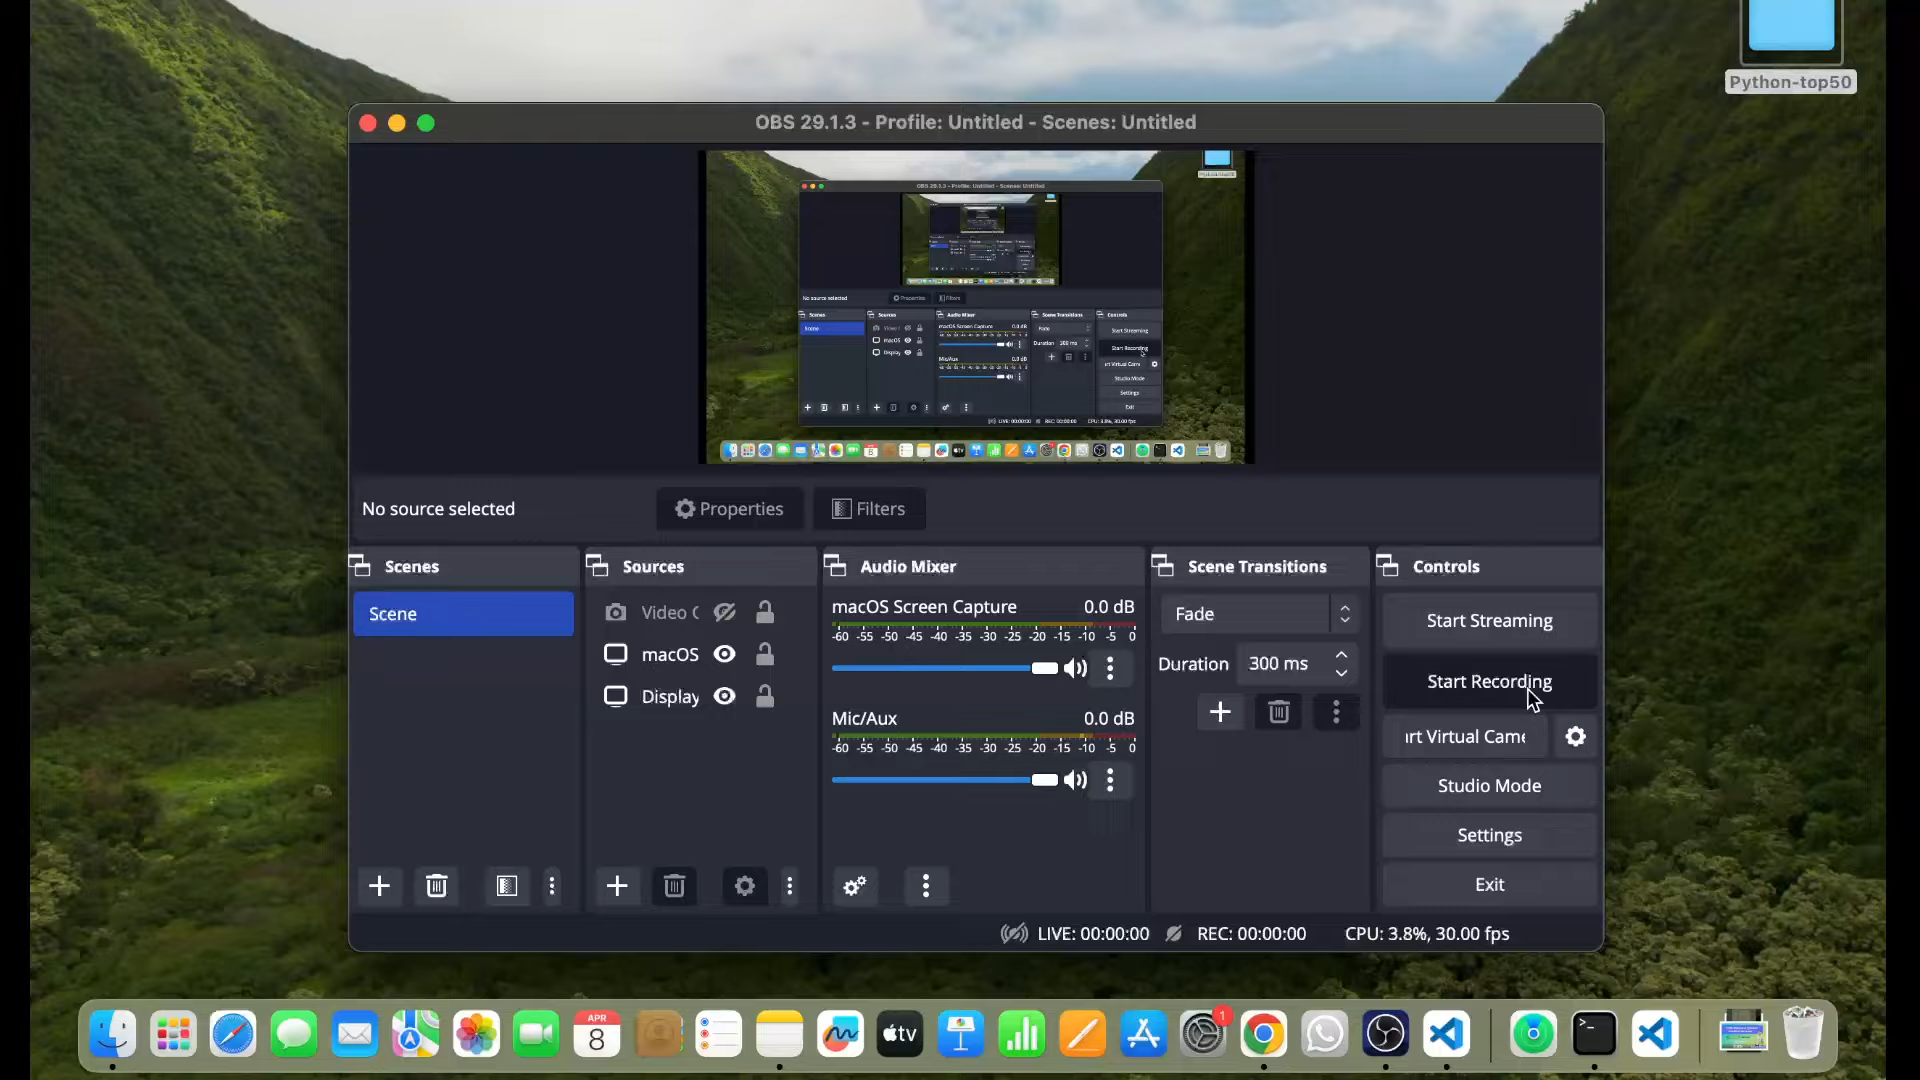 Python-top50
OBS 29.1.3 - Profile: Untitled - Scenes: Untitled
No source selected
Properties
Filters
Scenes
Sources
Audio Mixer
Scene Transitions
Controls
Scene
Video C
macOS
Display
macOS Screen Capture 0.0 dB
-60 -55 -50 -45 -40 -35 -30 -25 -20 -15 -10 -5 0
Mic/Aux 0.0 dB
-60 -55 -50 -45 -40 -35 -30 -25 -20 -15 -10 -5 0
Fade
Duration 300 ms
Start Streaming
Start Recording
ırt Virtual Came
Studio Mode
Settings
Exit
LIVE: 00:00:00
REC: 00:00:00
CPU: 3.8%, 30.00 fps
APR
8
tv
1